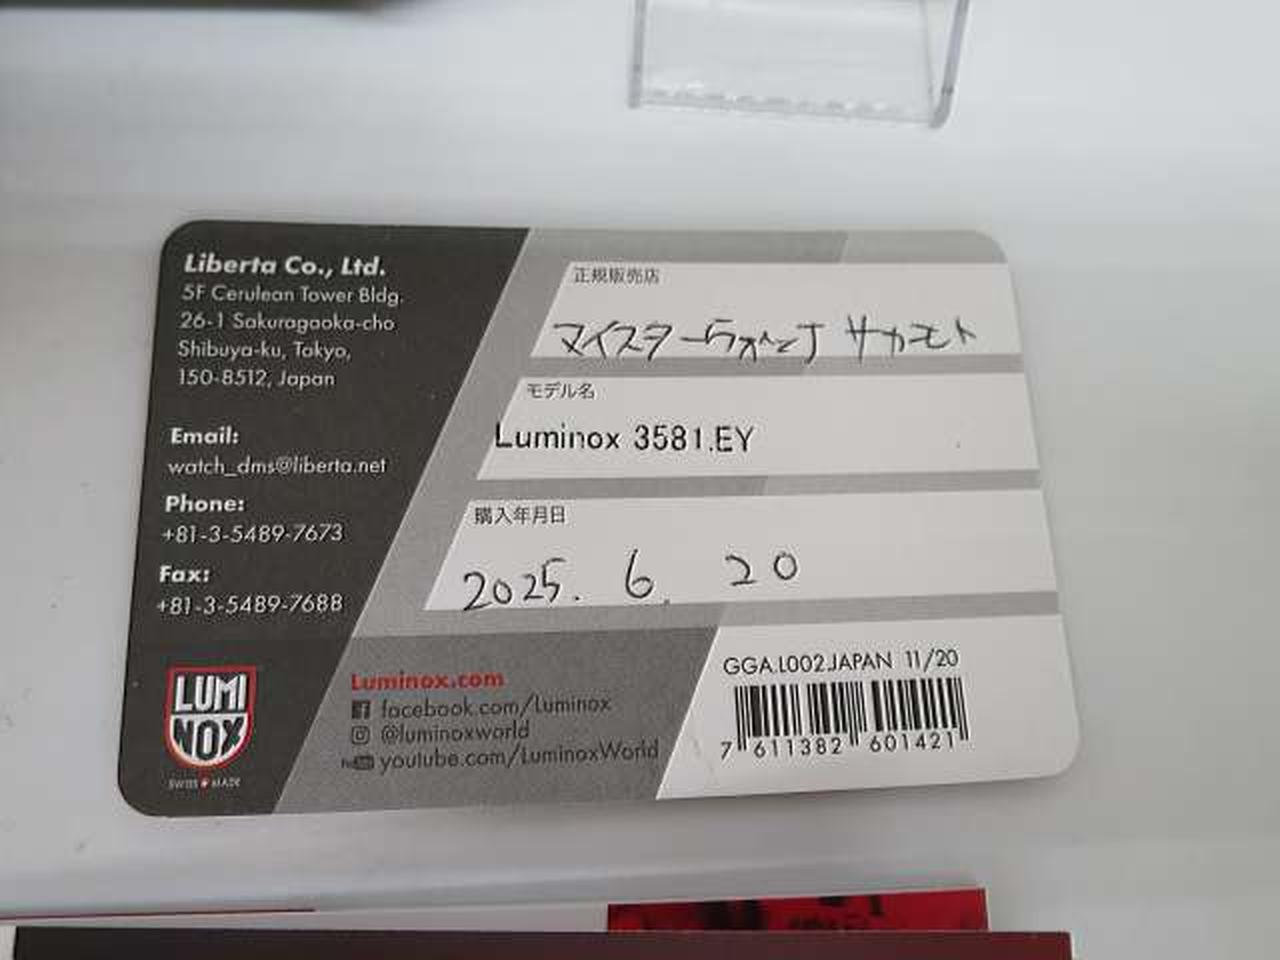 Liberta Co., Ltd.
5F Cerulean Tower Bldg.
26-1 Sakuragaoka-cho
Shibuya-ku, Tokyo,
150-8512, Japan
Email:
watch_dms@liberta.net
Phone:
+81-3-5489-7673
Fax:
+81-3-5489-7688
LUMI
NOX
SWISS MADE
正規販売店
マイスター サカモト
モデル名
Luminox 3581.EY
購入年月日
2025. 6. 20
Luminox.com
facebook.com/Luminox
@luminoxworld
youtube.com/LuminoxWorld
GGA.L002.JAPAN 11/20
7 611382 601421